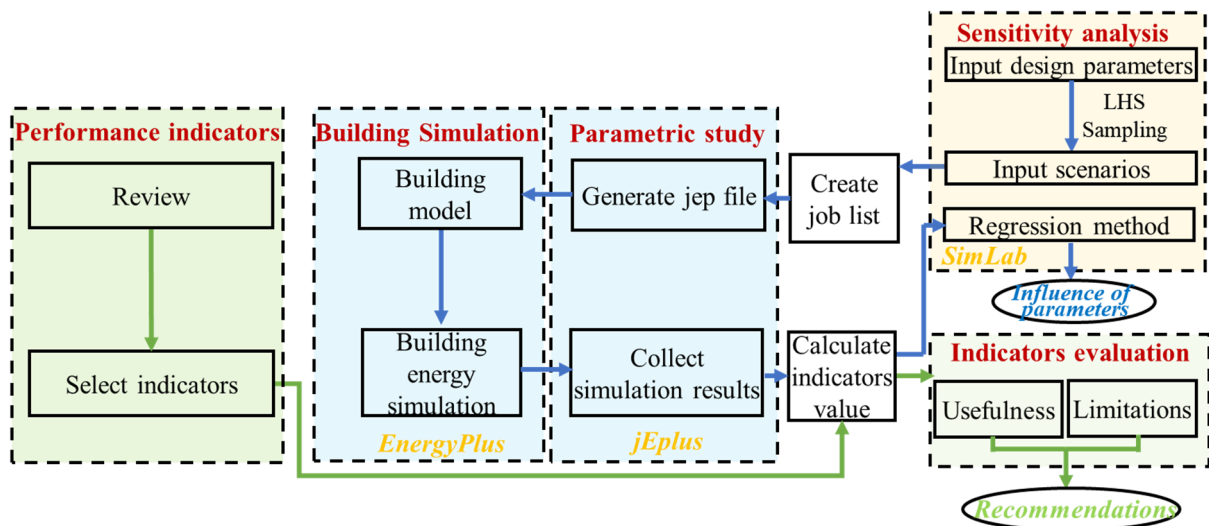 Performance indicators
Review
Select indicators
Building Simulation
Building
model
Building
energy
simulation
EnergyPlus
Parametric study
Generate jep file
Collect
simulation results
jEplus
Create
job list
Calculate
indicators
value
Sensitivity analysis
Input design parameters
LHS
Sampling
Input scenarios
Regression method
SimLab
Influence of
parameters
Indicators evaluation
Usefulness
Limitations
Recommendations